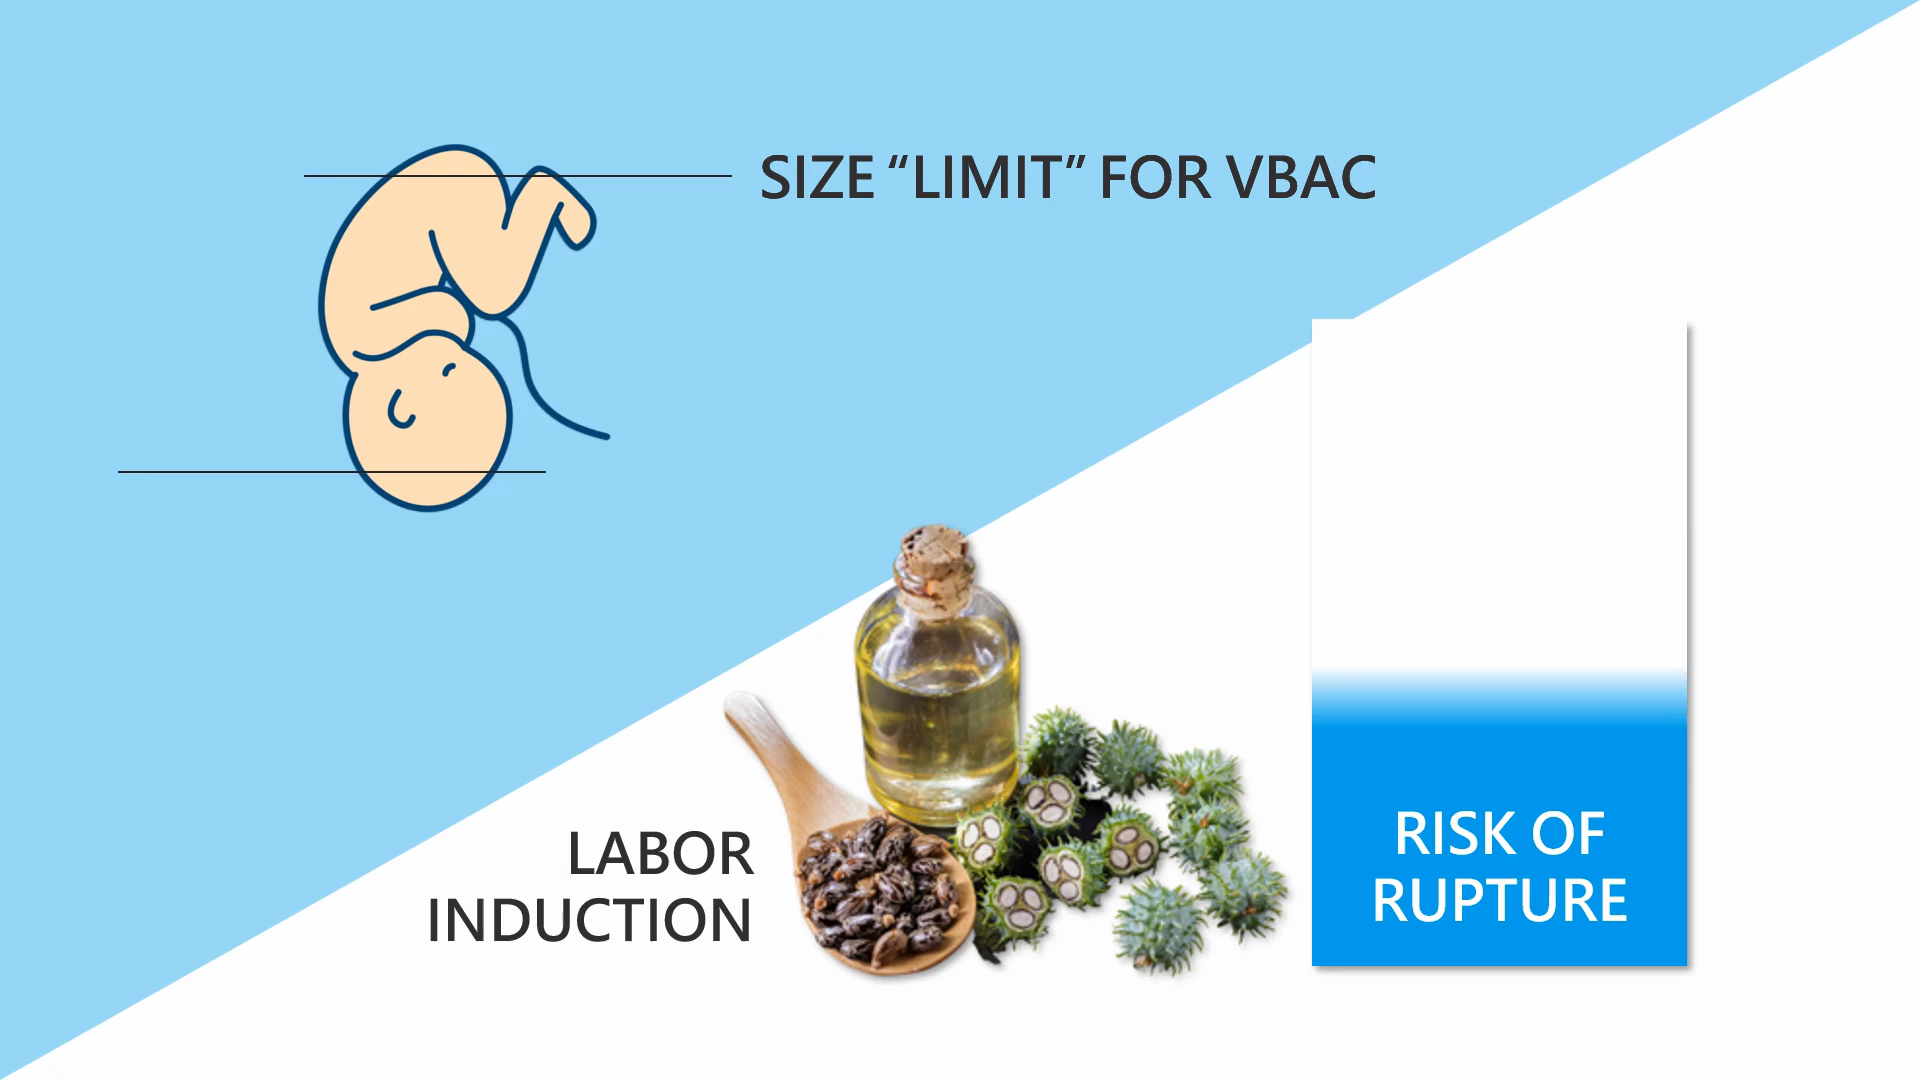 SIZE “LIMIT” FOR VBAC
LABOR
INDUCTION
RISK OF
RUPTURE